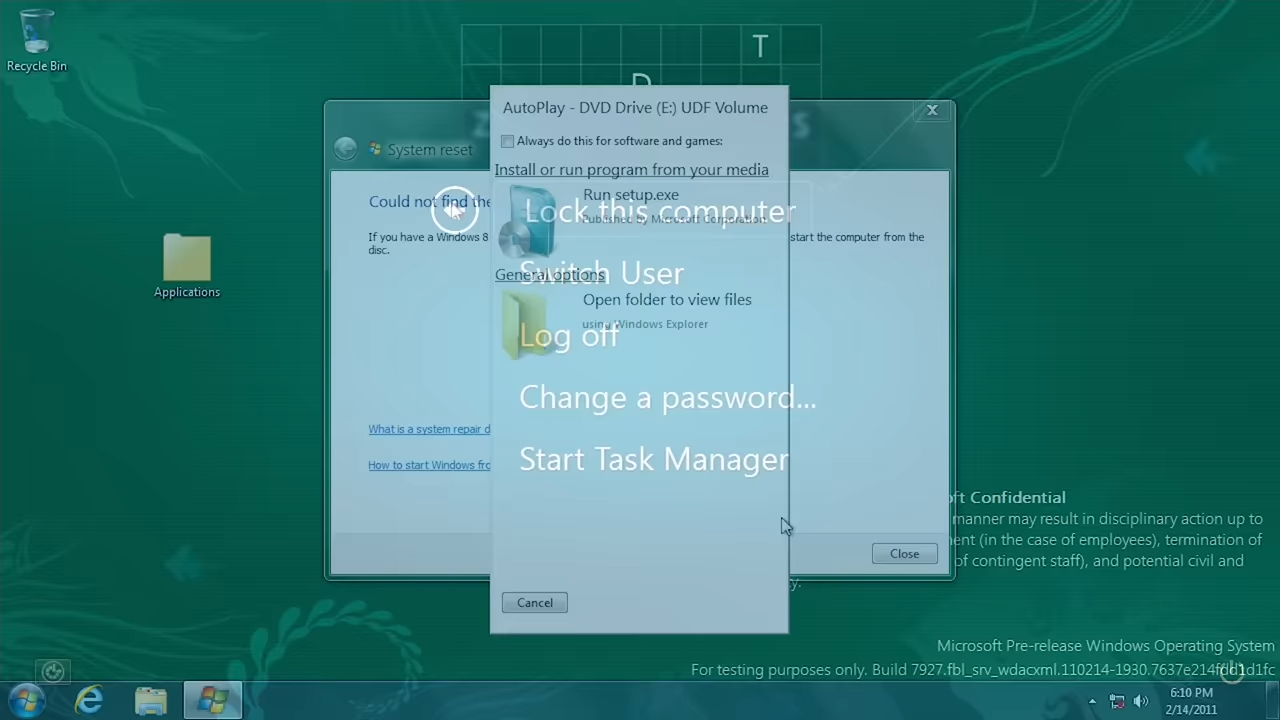 T
D
Recycle Bin
AutoPlay - DVD Drive (E:) UDF Volume
Always do this for software and games:
System reset
Install or run program from your media
Run setup.exe
Could not find the
Lock this computer
Published by Microsoft Corporation
If you have a Windows 8
start the computer from the
disc.
Switch User
General options
Applications
Open folder to view files
using Windows Explorer
Log off
Change a password...
What is a system repair d
Start Task Manager
How to start Windows fro
ft Confidential
manner may result in disciplinary action up to
ent (in the case of employees), termination of
of contingent staff), and potential civil and
Close
y.
Cancel
Microsoft Pre-release Windows Operating System
For testing purposes only. Build 7927.fbl_srv_wdacxml.110214-1930.7637e214fdd1d1fc
6:10 PM
2/14/2011